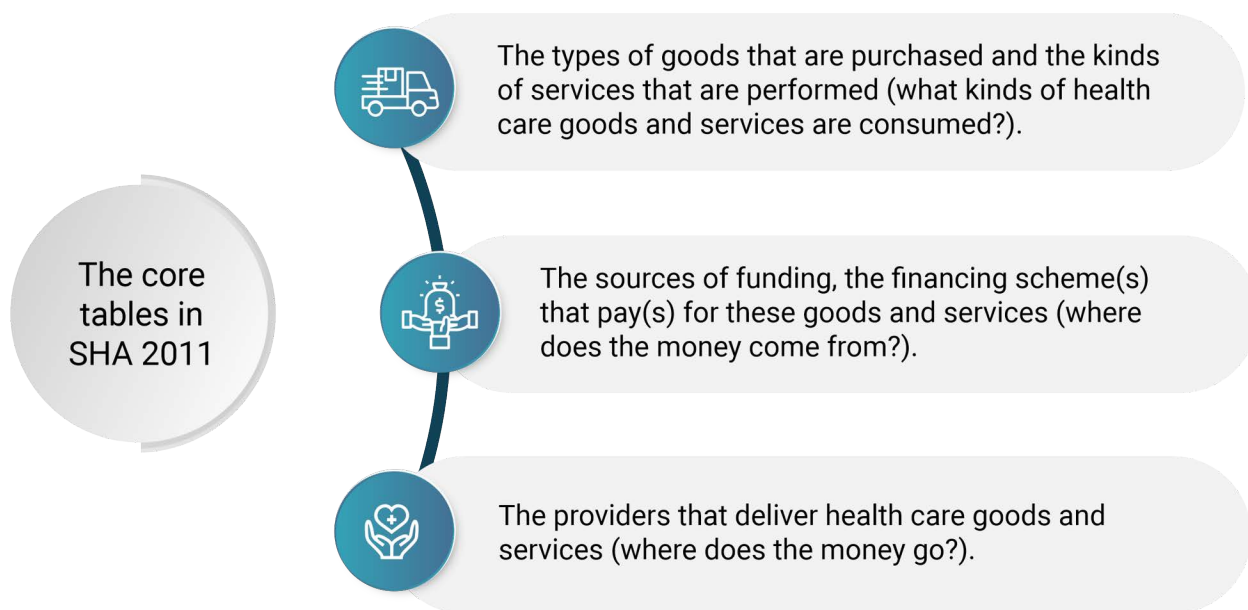 The core
tables in
SHA 2011
The types of goods that are purchased and the kinds
of services that are performed (what kinds of health
care goods and services are consumed?).
The sources of funding, the financing scheme(s)
that pay(s) for these goods and services (where
does the money come from?).
The providers that deliver health care goods and
services (where does the money go?).
$